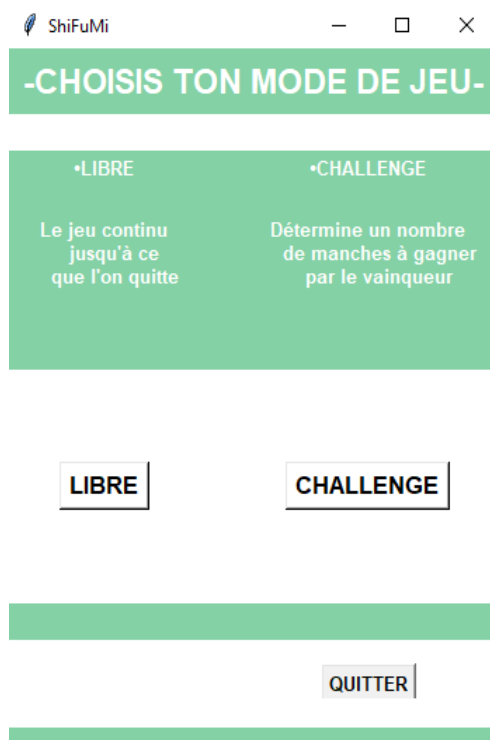 ShiFuMi
-CHOISIS TON MODE DE JEU-
•LIBRE
Le jeu continu
jusqu'à ce
que l'on quitte
•CHALLENGE
Détermine un nombre
de manches à gagner
par le vainqueur
LIBRE
CHALLENGE
QUITTER